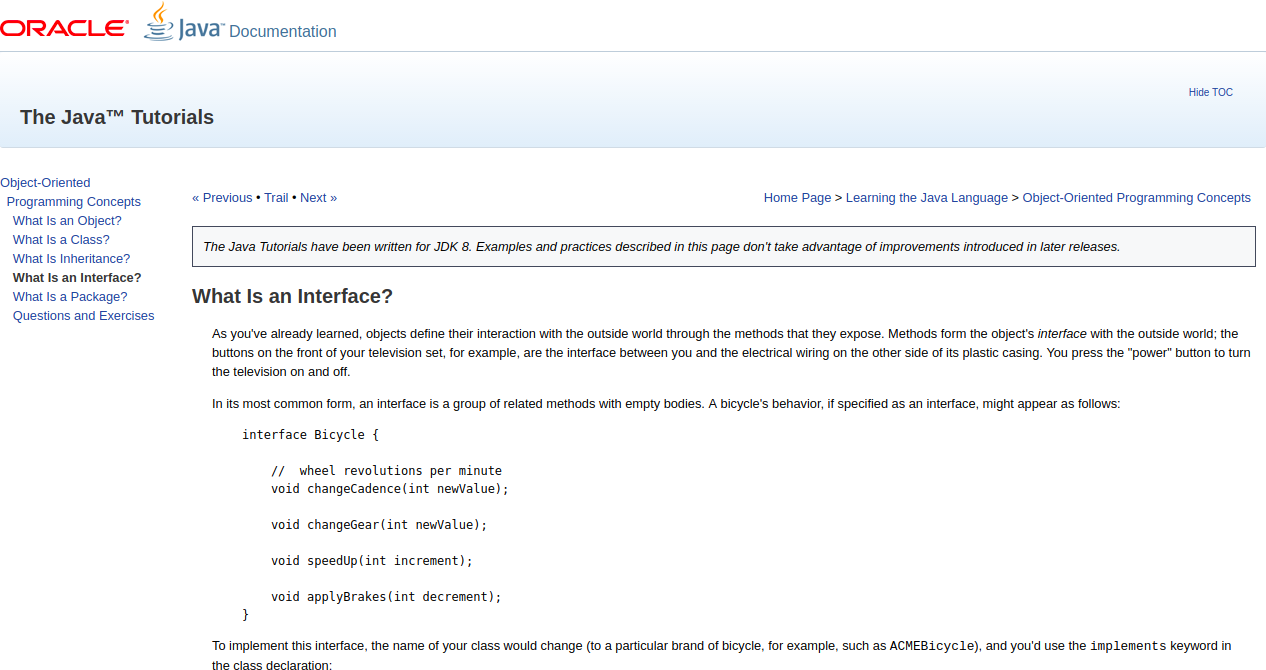 ORACLE Java™ Documentation
Hide TOC
The Java™ Tutorials
Object-Oriented
Programming Concepts
What Is an Object?
What Is a Class?
What Is Inheritance?
What Is an Interface?
What Is a Package?
Questions and Exercises
« Previous • Trail • Next »
Home Page > Learning the Java Language > Object-Oriented Programming Concepts
The Java Tutorials have been written for JDK 8. Examples and practices described in this page don't take advantage of improvements introduced in later releases.
What Is an Interface?
As you've already learned, objects define their interaction with the outside world through the methods that they expose. Methods form the object's interface with the outside world; the
buttons on the front of your television set, for example, are the interface between you and the electrical wiring on the other side of its plastic casing. You press the "power" button to turn
the television on and off.
In its most common form, an interface is a group of related methods with empty bodies. A bicycle's behavior, if specified as an interface, might appear as follows:
interface Bicycle {
    //  wheel revolutions per minute
    void changeCadence(int newValue);
    void changeGear(int newValue);
    void speedUp(int increment);
    void applyBrakes(int decrement);
}
To implement this interface, the name of your class would change (to a particular brand of bicycle, for example, such as ACMEBicycle), and you'd use the implements keyword in
the class declaration: